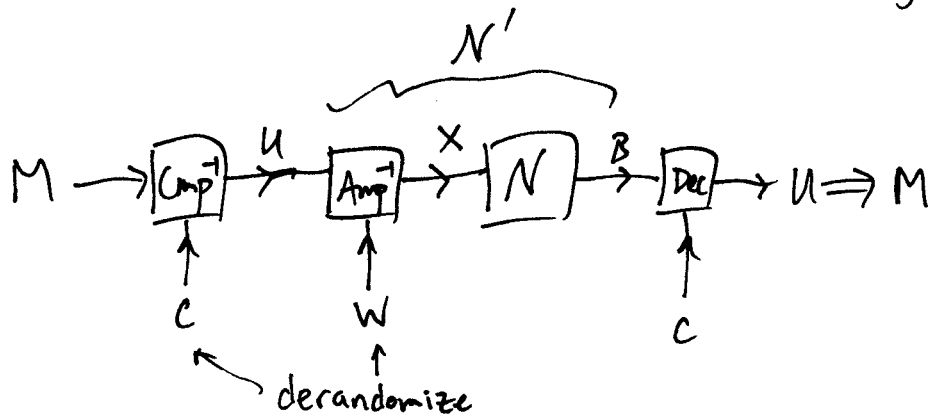 N'
M Cmp⁻¹ U Amp⁻¹ X N B Dec U ⇒ M
C W C
derandomize